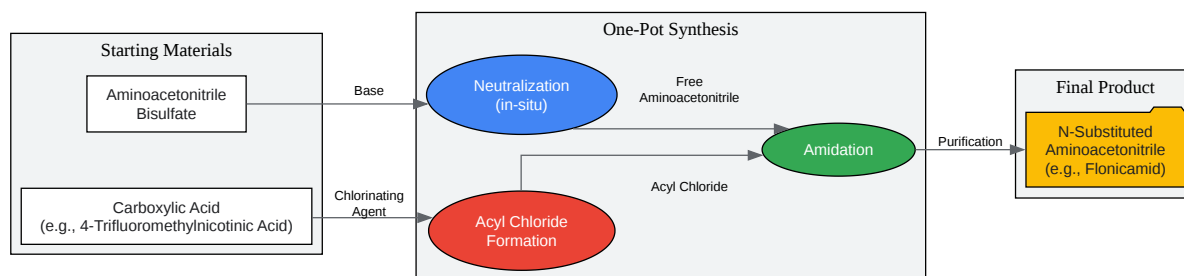 Starting Materials
Aminoacetonitrile
Bisulfate
Carboxylic Acid
(e.g., 4-Trifluoromethylnicotinic Acid)
Base
Chlorinating
Agent
One-Pot Synthesis
Neutralization
(in-situ)
Free
Aminoacetonitrile
Acyl Chloride
Formation
Acyl Chloride
Amidation
Purification
Final Product
N-Substituted
Aminoacetonitrile
(e.g., Flonicamid)